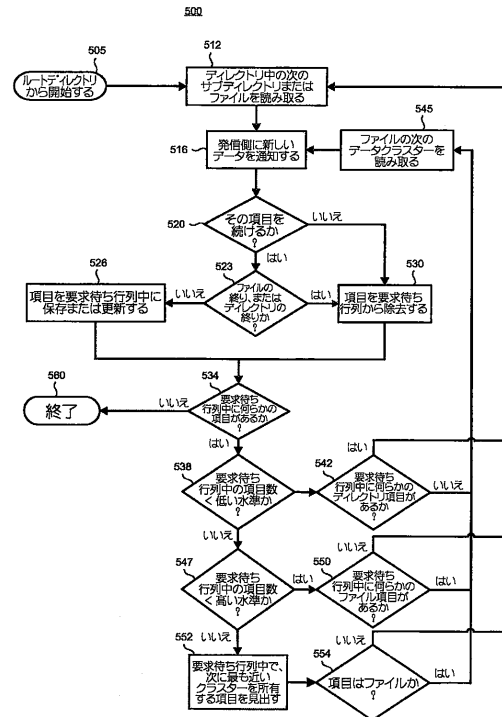 500
505
ルートディレクトリ
から開始する
512
ディレクトリ中の次の
サブディレクトリまたは
ファイルを読み取る
545
ファイルの次の
データクラスターを
読み取る
516
発信側に新しい
データを通知する
520
その項目を
続けるか
?
いいえ
はい
523
ファイルの
終り、または
ディレクトリの
終りか
?
いいえ
はい
526
項目を要求待ち行列中に
保存または更新する
530
項目を要求待ち
行列から除去する
534
要求待ち
行列中に何らかの
項目があるか
?
いいえ
はい
560
終了
538
要求待ち
行列中の項目数
く低い水準か
?
はい
いいえ
542
要求待ち
行列中に何らかの
ディレクトリ項目が
あるか
?
はい
いいえ
547
要求待ち
行列中の項目数
く高い水準か
?
はい
いいえ
550
要求待ち
行列中に何らかの
ファイル項目が
あるか
?
いいえ
はい
552
要求待ち行列中で、
次に最も近い
クラスターを所有
する項目を見出す
554
項目はファイルか
?
いいえ
はい